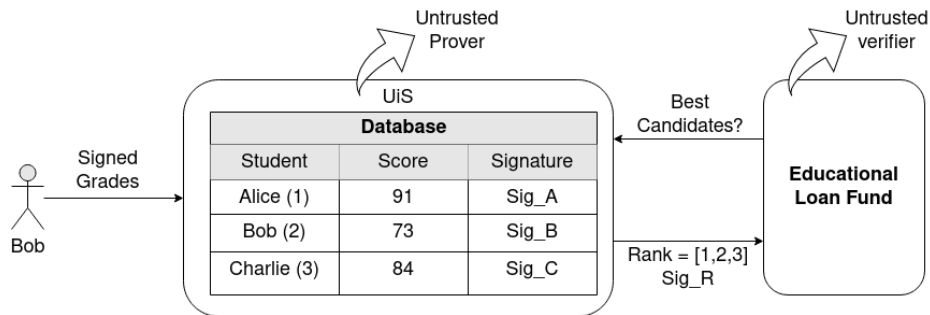 Untrusted
Prover
Untrusted
verifier
UiS
Database
Student Score Signature
Alice (1) 91 Sig_A
Bob (2) 73 Sig_B
Charlie (3) 84 Sig_C
Signed
Grades
Bob
Best
Candidates?
Rank = [1,2,3]
Sig_R
Educational
Loan Fund